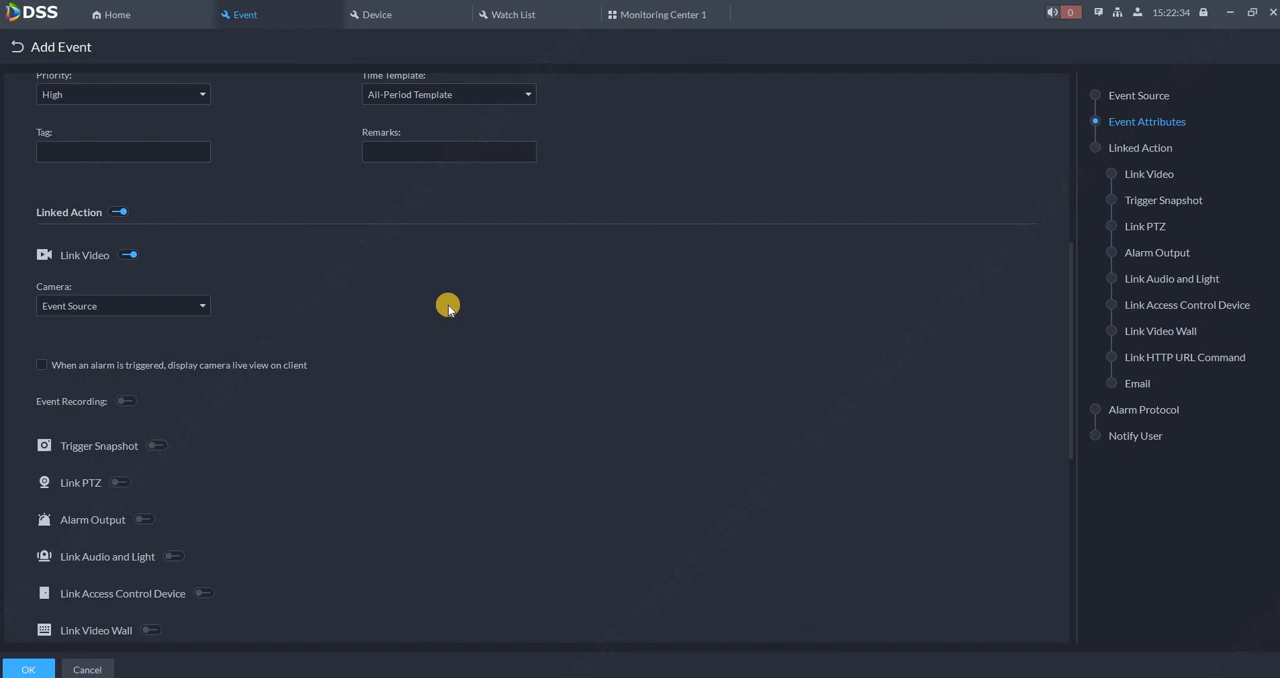 DSS Home Event Device Watch List Monitoring Center 1 0 15:22:34
Add Event
Priority: Time Template:
High All-Period Template
Tag: Remarks:
Linked Action
Link Video
Camera:
Event Source
When an alarm is triggered, display camera live view on client
Event Recording:
Trigger Snapshot
Link PTZ
Alarm Output
Link Audio and Light
Link Access Control Device
Link Video Wall
OK Cancel
Event Source
Event Attributes
Linked Action
Link Video
Trigger Snapshot
Link PTZ
Alarm Output
Link Audio and Light
Link Access Control Device
Link Video Wall
Link HTTP URL Command
Email
Alarm Protocol
Notify User